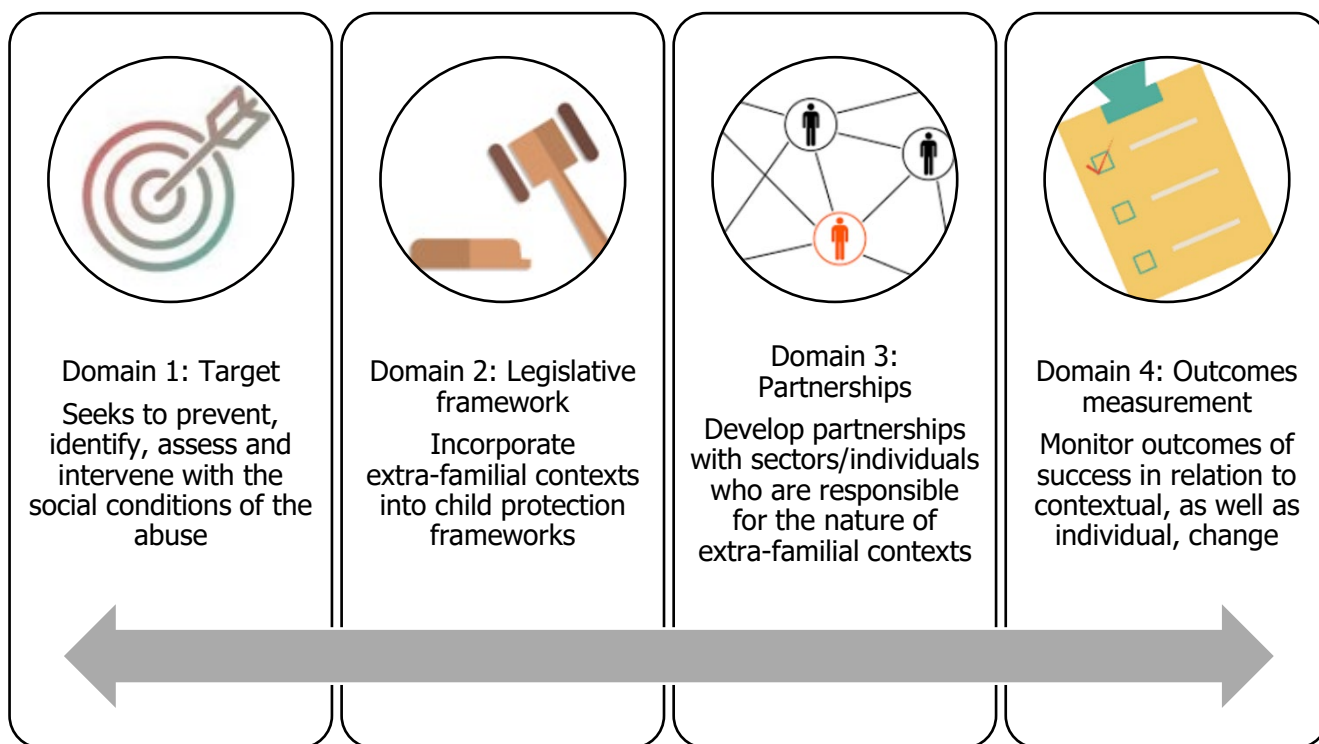 Domain 1: Target
Seeks to prevent,
identify, assess and
intervene with the
social conditions of the
abuse
Domain 2: Legislative
framework
Incorporate
extra-familial contexts
into child protection
frameworks
Domain 3:
Partnerships
Develop partnerships
with sectors/individuals
who are responsible
for the nature of
extra-familial contexts
Domain 4: Outcomes
measurement
Monitor outcomes of
success in relation to
contextual, as well as
individual, change